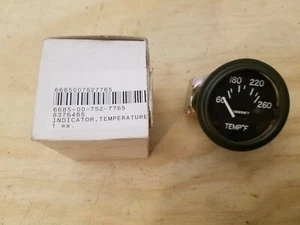 6685007527765
6685-00-752-7765
8376485
INDICATOR,TEMPERATURE
1 ea.
60 180 220 260
TEMP°F